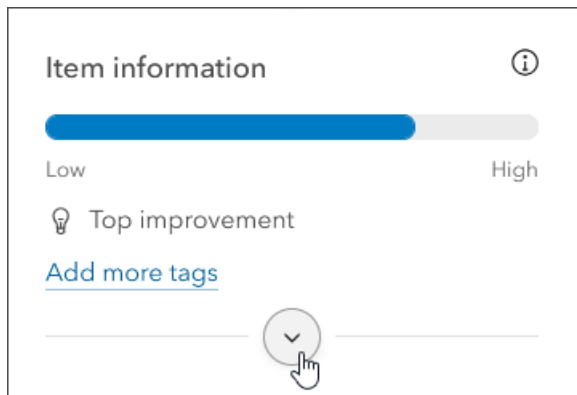 Item information
Low High
Top improvement
Add more tags